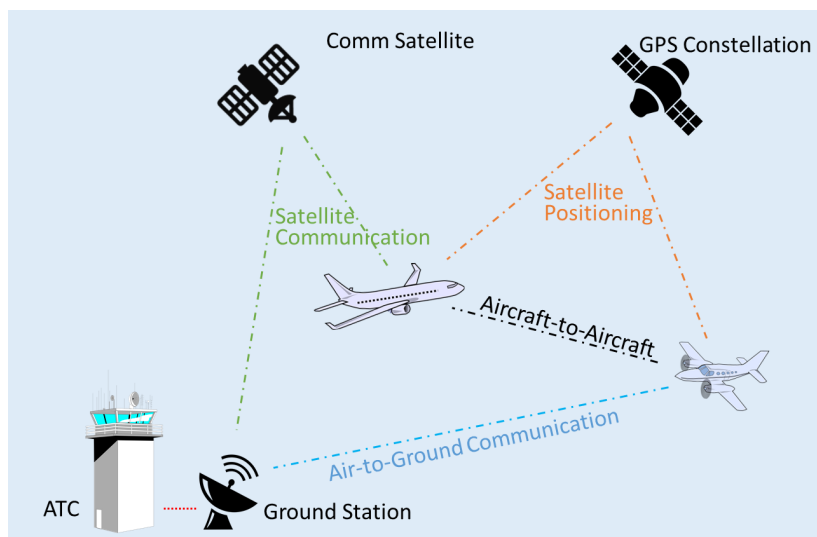 Comm Satellite
GPS Constellation
Satellite
Positioning
Satellite
Communication
Aircraft-to-Aircraft
Air-to-Ground Communication
ATC
Ground Station